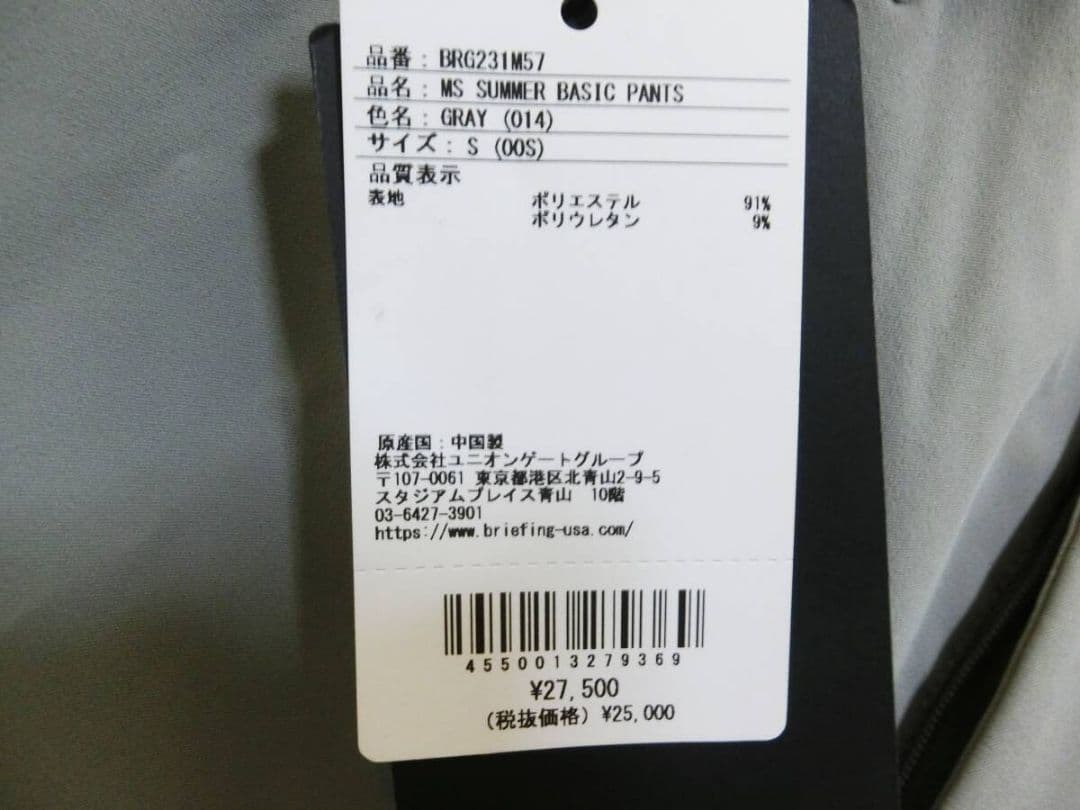 品番：BRG231M57
品名：MS SUMMER BASIC PANTS
色名：GRAY (014)
サイズ：S (00S)
品質表示
表地 ポリエステル 91%
ポリウレタン 9%
原産国：中国製
株式会社ユニオンゲートグループ
〒107-0061 東京都港区北青山2-9-5
スタジアムプレイス青山 10階
03-6427-3901
https://www.briefing-usa.com/
4550013279369
¥27,500
(税抜価格) ¥25,000